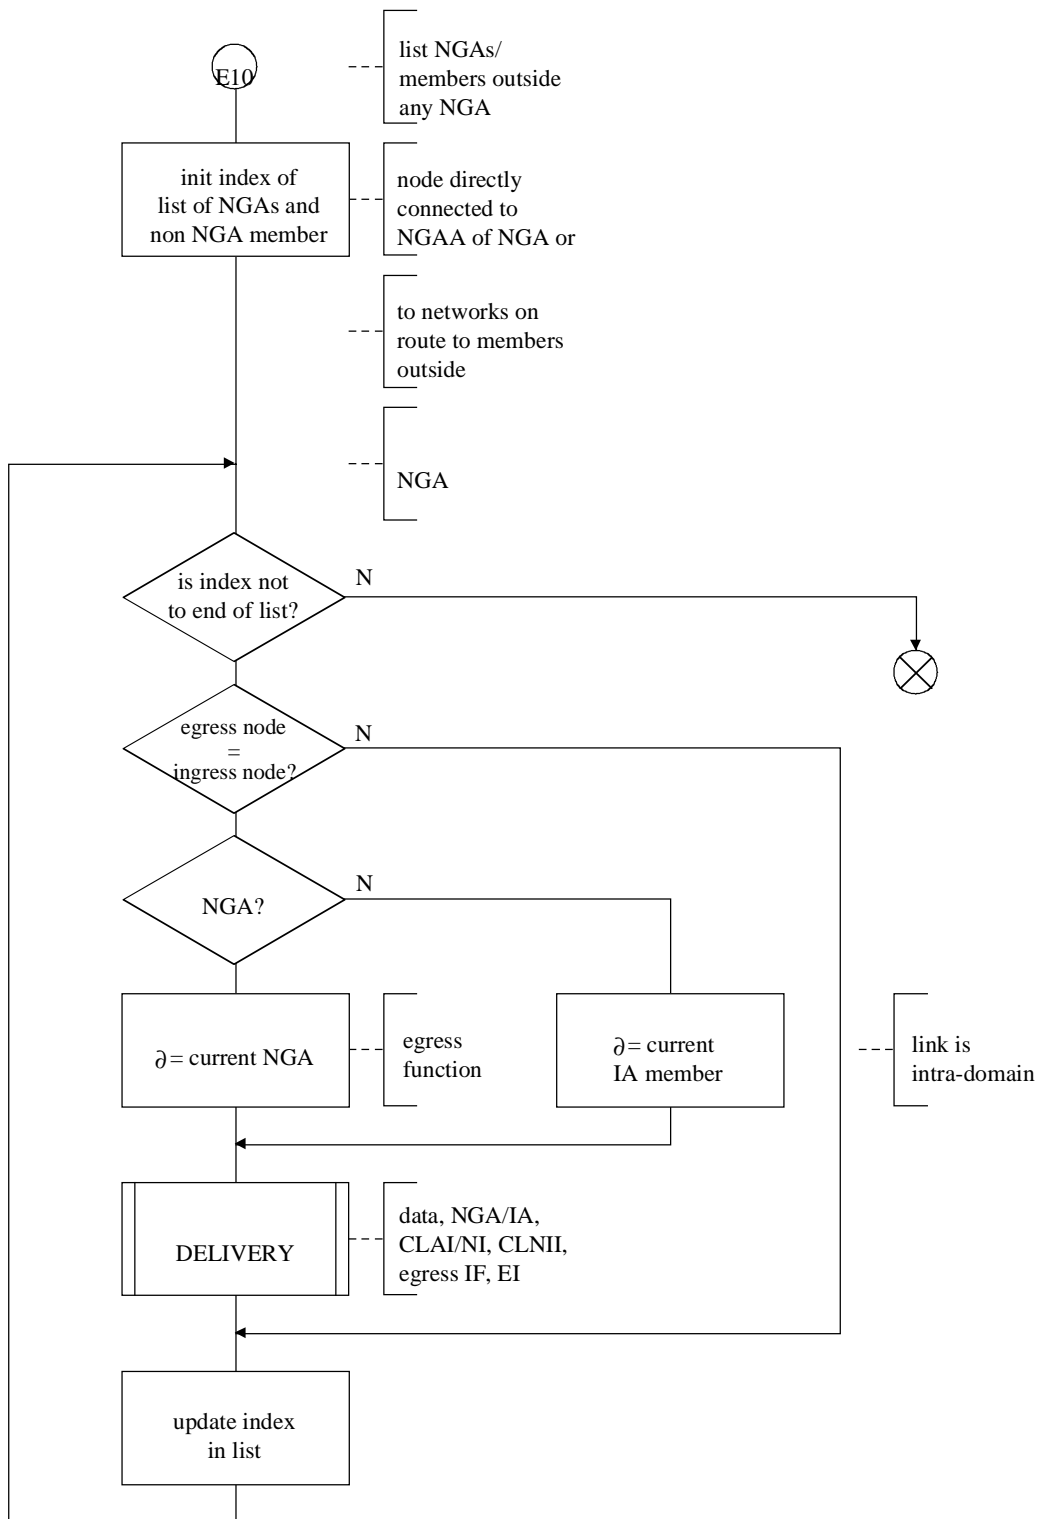 E10
list NGAs/
members outside
any NGA
init index of
list of NGAs and
non NGA member
node directly
connected to
NGAA of NGA or
to networks on
route to members
outside
NGA
is index not
to end of list?
N
egress node
=
ingress node?
N
NGA?
N
∂= current NGA
egress
function
∂= current
IA member
link is
intra-domain
DELIVERY
data, NGA/IA,
CLAI/NI, CLNII,
egress IF, EI
update index
in list